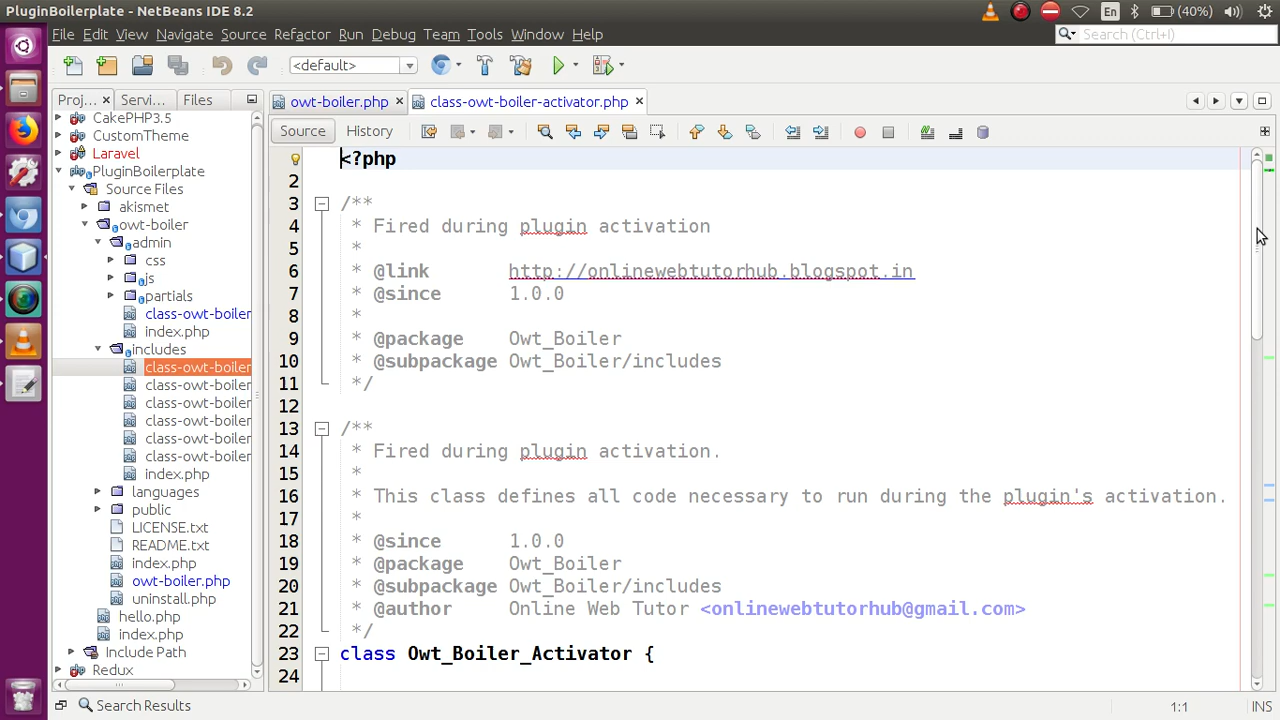 PluginBoilerplate - NetBeans IDE 8.2
En
(40%)
File Edit View Navigate Source Refactor Run Debug Team Tools Window Help
Search (Ctrl+I)
<default>
Proj... Servi... Files
owt-boiler.php
class-owt-boiler-activator.php
Source History
CakePHP3.5
CustomTheme
Laravel
PluginBoilerplate
Source Files
akismet
owt-boiler
admin
css
js
partials
class-owt-boiler
index.php
includes
class-owt-boiler
class-owt-boiler
class-owt-boiler
class-owt-boiler
class-owt-boiler
class-owt-boiler
index.php
languages
public
LICENSE.txt
README.txt
index.php
owt-boiler.php
uninstall.php
hello.php
index.php
Include Path
Redux
<?php
2
3 /**
4 * Fired during plugin activation
5 *
6 * @link http://onlinewebtutorhub.blogspot.in
7 * @since 1.0.0
8 *
9 * @package Owt_Boiler
10 * @subpackage Owt_Boiler/includes
11 */
12
13 /**
14 * Fired during plugin activation.
15 *
16 * This class defines all code necessary to run during the plugin's activation.
17 *
18 * @since 1.0.0
19 * @package Owt_Boiler
20 * @subpackage Owt_Boiler/includes
21 * @author Online Web Tutor <onlinewebtutorhub@gmail.com>
22 */
23 class Owt_Boiler_Activator {
24
Search Results
1:1
INS